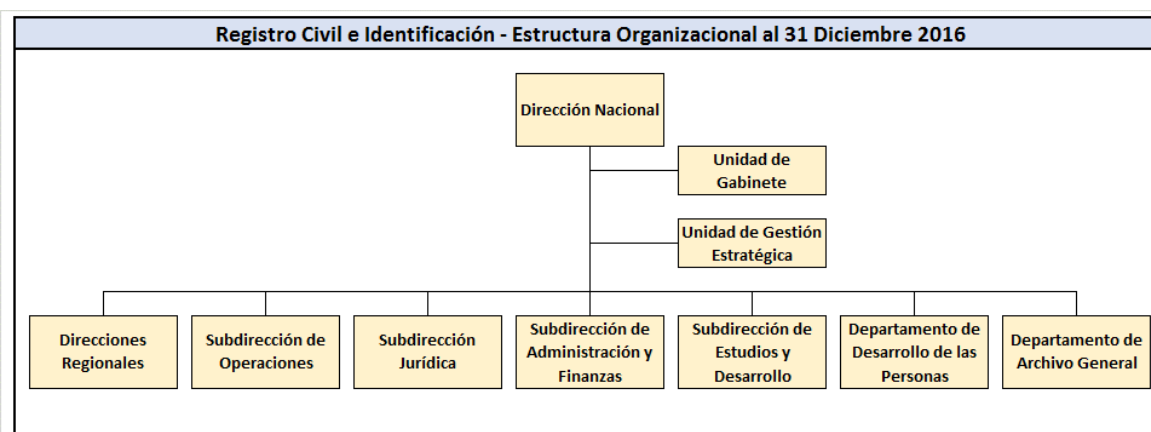 Registro Civil e Identificación - Estructura Organizacional al 31 Diciembre 2016
Dirección Nacional
Unidad de
Gabinete
Unidad de Gestión
Estratégica
Direcciones
Regionales
Subdirección de
Operaciones
Subdirección
Jurídica
Subdirección de
Administración y
Finanzas
Subdirección de
Estudios y
Desarrollo
Departamento de
Desarrollo de las
Personas
Departamento de
Archivo General